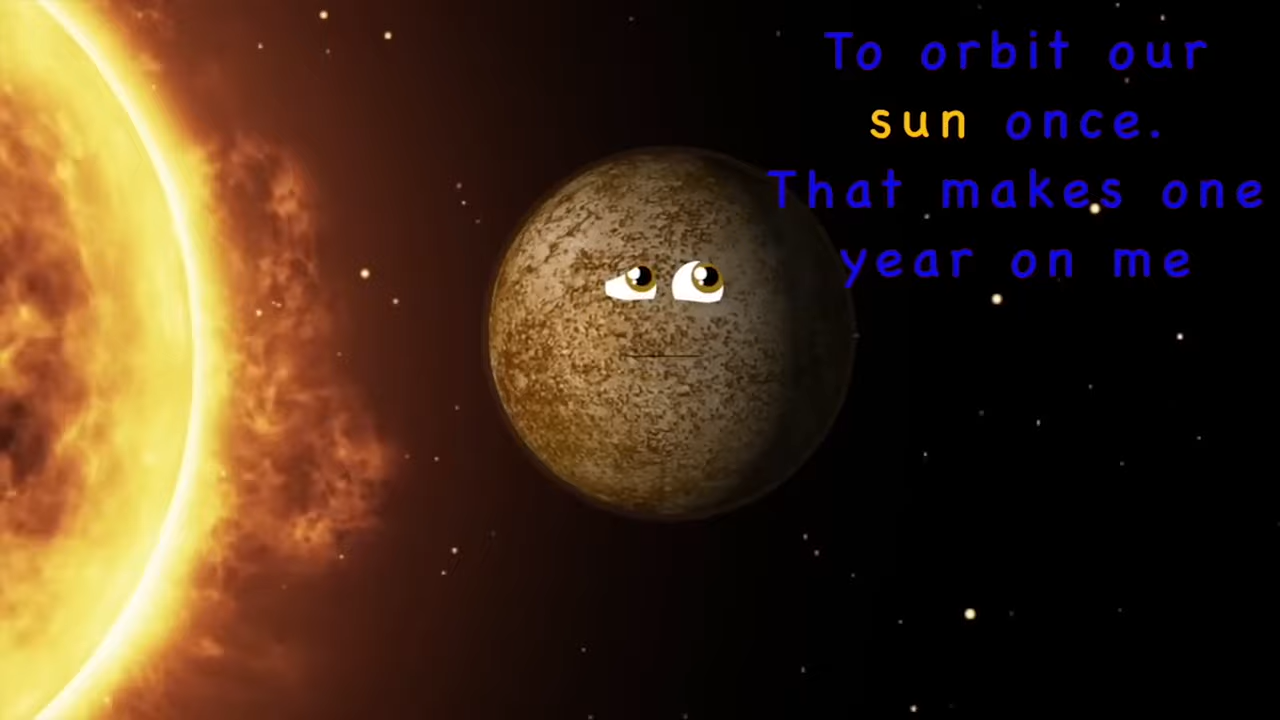 To orbit our
sun once.
That makes one
year on me